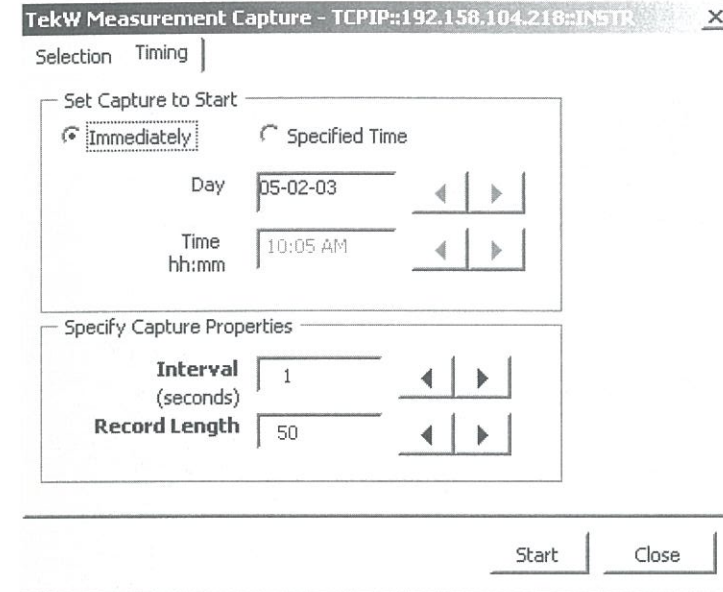 TekW Measurement Capture - TCPIP::192.158.104.218::INSTR
Selection Timing
Set Capture to Start
Immediately Specified Time
Day 05-02-03
Time 10:05 AM
hh:mm
Specify Capture Properties
Interval 1
(seconds)
Record Length 50
Start Close